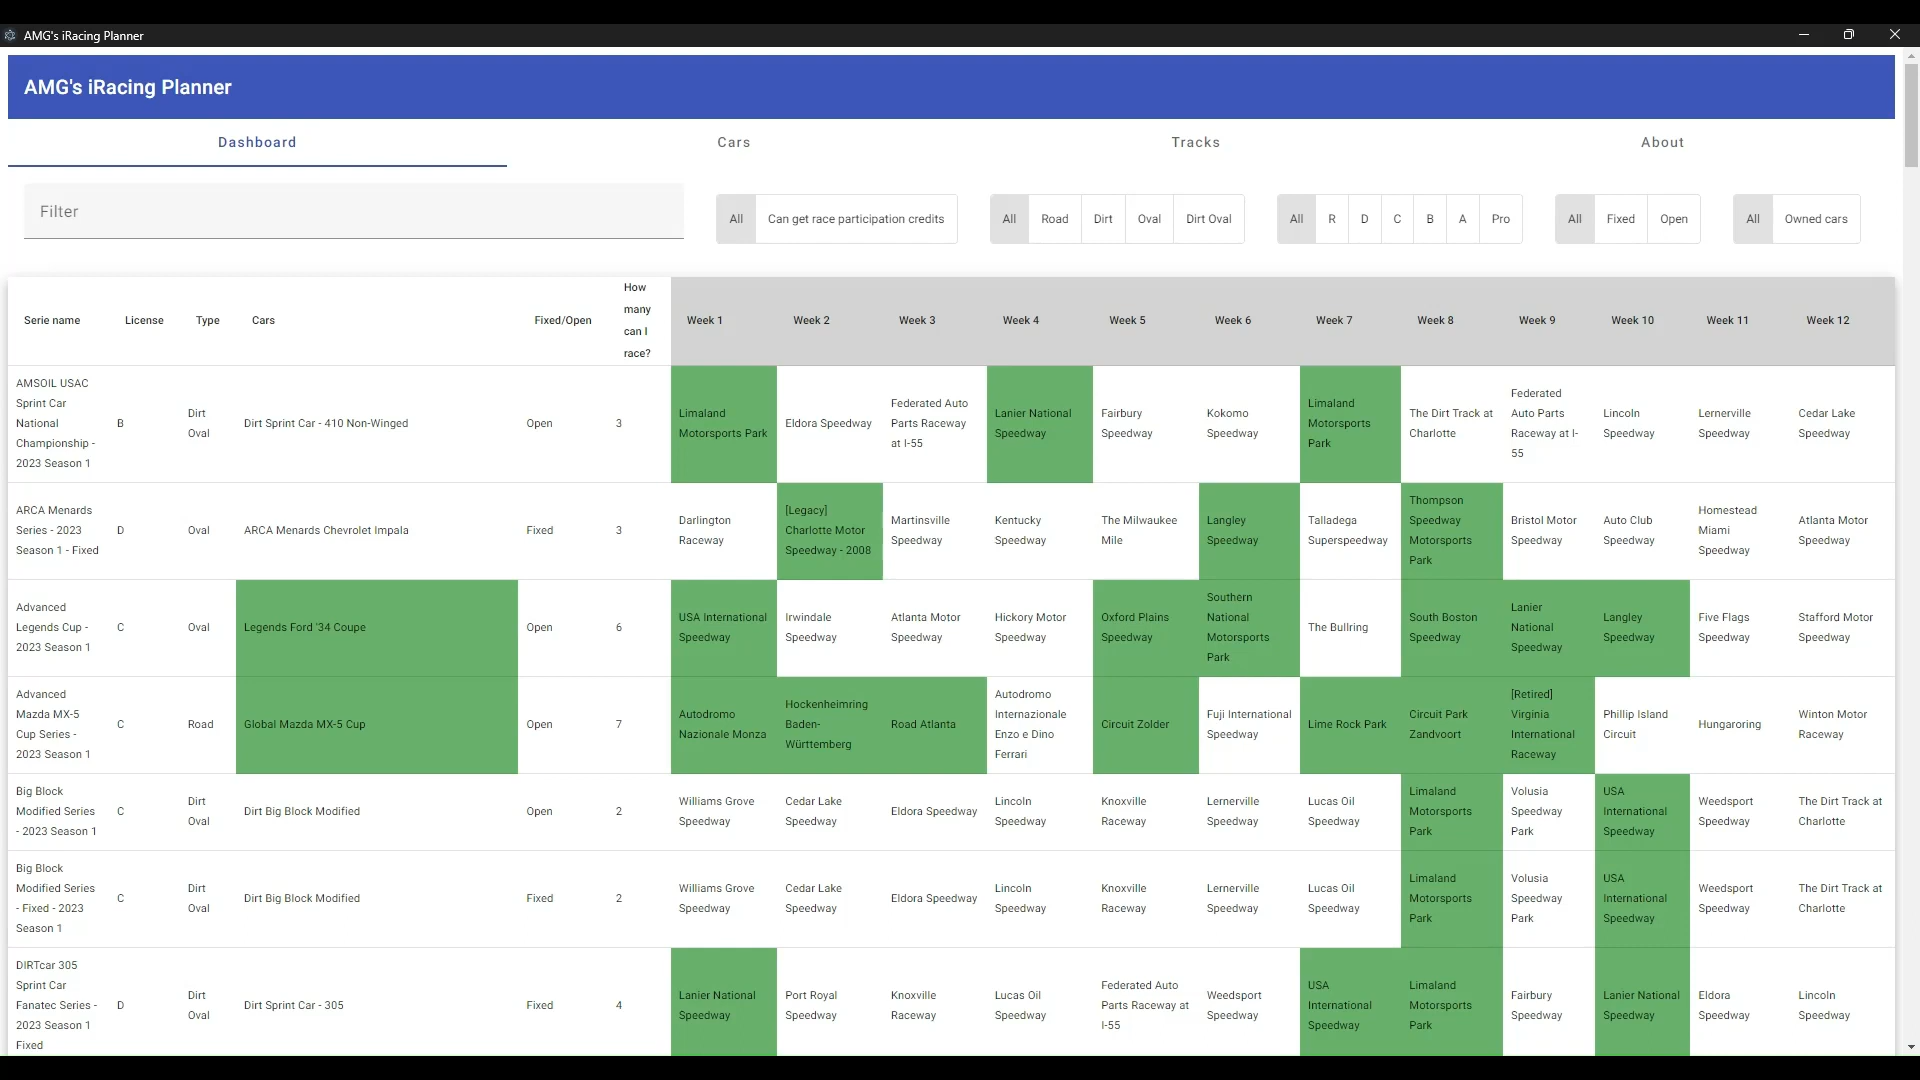 AMG's iRacing Planner
AMG's iRacing Planner
Dashboard
Cars
Tracks
About
Filter
All
Can get race participation credits
All
Road
Dirt
Oval
Dirt Oval
All
R
D
C
B
A
Pro
All
Fixed
Open
All
Owned cars
Serie name
License
Type
Cars
Fixed/Open
How
many
can I
race?
Week 1
Week 2
Week 3
Week 4
Week 5
Week 6
Week 7
Week 8
Week 9
Week 10
Week 11
Week 12
AMSOIL USAC
Sprint Car
National
Championship -
2023 Season 1
B
Dirt
Oval
Dirt Sprint Car - 410 Non-Winged
Open
3
Limaland
Motorsports Park
Eldora Speedway
Federated Auto
Parts Raceway
at I-55
Lanier National
Speedway
Fairbury
Speedway
Kokomo
Speedway
Limaland
Motorsports
Park
The Dirt Track at
Charlotte
Federated
Auto Parts
Raceway at I-
55
Lincoln
Speedway
Lernerville
Speedway
Cedar Lake
Speedway
ARCA Menards
Series - 2023
Season 1 - Fixed
D
Oval
ARCA Menards Chevrolet Impala
Fixed
3
Darlington
Raceway
[Legacy]
Charlotte Motor
Speedway - 2008
Martinsville
Speedway
Kentucky
Speedway
The Milwaukee
Mile
Langley
Speedway
Talladega
Superspeedway
Thompson
Speedway
Motorsports
Park
Bristol Motor
Speedway
Auto Club
Speedway
Homestead
Miami
Speedway
Atlanta Motor
Speedway
Advanced
Legends Cup -
2023 Season 1
C
Oval
Legends Ford '34 Coupe
Open
6
USA International
Speedway
Irwindale
Speedway
Atlanta Motor
Speedway
Hickory Motor
Speedway
Oxford Plains
Speedway
Southern
National
Motorsports
Park
The Bullring
South Boston
Speedway
Lanier
National
Speedway
Langley
Speedway
Five Flags
Speedway
Stafford Motor
Speedway
Advanced
Mazda MX-5
Cup Series -
2023 Season 1
C
Road
Global Mazda MX-5 Cup
Open
7
Autodromo
Nazionale Monza
Hockenheimring
Baden-
Württemberg
Road Atlanta
Autodromo
Internazionale
Enzo e Dino
Ferrari
Circuit Zolder
Fuji International
Speedway
Lime Rock Park
Circuit Park
Zandvoort
[Retired]
Virginia
International
Raceway
Phillip Island
Circuit
Hungaroring
Winton Motor
Raceway
Big Block
Modified Series
- 2023 Season 1
C
Dirt
Oval
Dirt Big Block Modified
Open
2
Williams Grove
Speedway
Cedar Lake
Speedway
Eldora Speedway
Lincoln
Speedway
Knoxville
Raceway
Lernerville
Speedway
Lucas Oil
Speedway
Limaland
Motorsports
Park
Volusia
Speedway
Park
USA
International
Speedway
Weedsport
Speedway
The Dirt Track at
Charlotte
Big Block
Modified Series
- Fixed - 2023
Season 1
C
Dirt
Oval
Dirt Big Block Modified
Fixed
2
Williams Grove
Speedway
Cedar Lake
Speedway
Eldora Speedway
Lincoln
Speedway
Knoxville
Raceway
Lernerville
Speedway
Lucas Oil
Speedway
Limaland
Motorsports
Park
Volusia
Speedway
Park
USA
International
Speedway
Weedsport
Speedway
The Dirt Track at
Charlotte
DIRTcar 305
Sprint Car
Fanatec Series -
2023 Season 1
Fixed
D
Dirt
Oval
Dirt Sprint Car - 305
Fixed
4
Lanier National
Speedway
Port Royal
Speedway
Knoxville
Raceway
Lucas Oil
Speedway
Federated Auto
Parts Raceway at
I-55
Weedsport
Speedway
USA
International
Speedway
Limaland
Motorsports
Park
Fairbury
Speedway
Lanier National
Speedway
Eldora
Speedway
Lincoln
Speedway